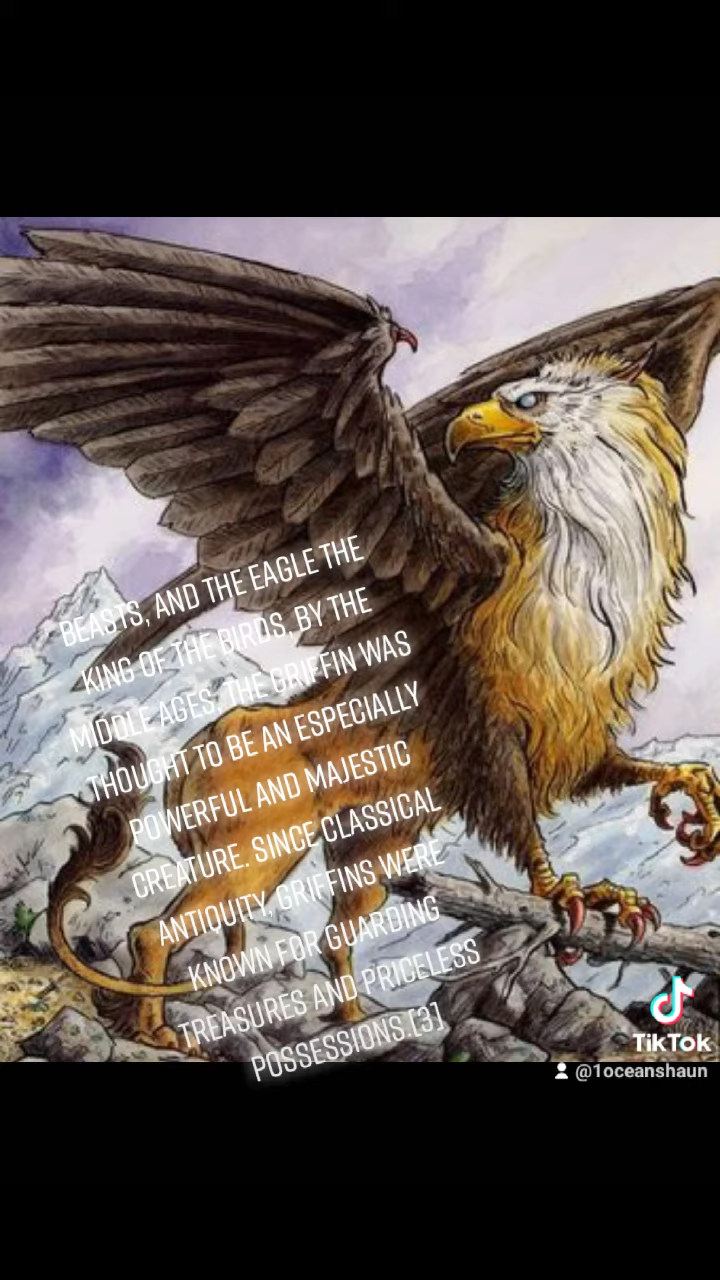 BEASTS, AND THE EAGLE THE
KING OF THE BIRDS, BY THE
MIDDLE AGES, THE GRIFFIN WAS
THOUGHT TO BE AN ESPECIALLY
POWERFUL AND MAJESTIC
CREATURE. SINCE CLASSICAL
ANTIQUITY, GRIFFINS WERE
KNOWN FOR GUARDING
TREASURES AND PRICELESS
POSSESSIONS.[3]
TikTok
@1oceanshaun